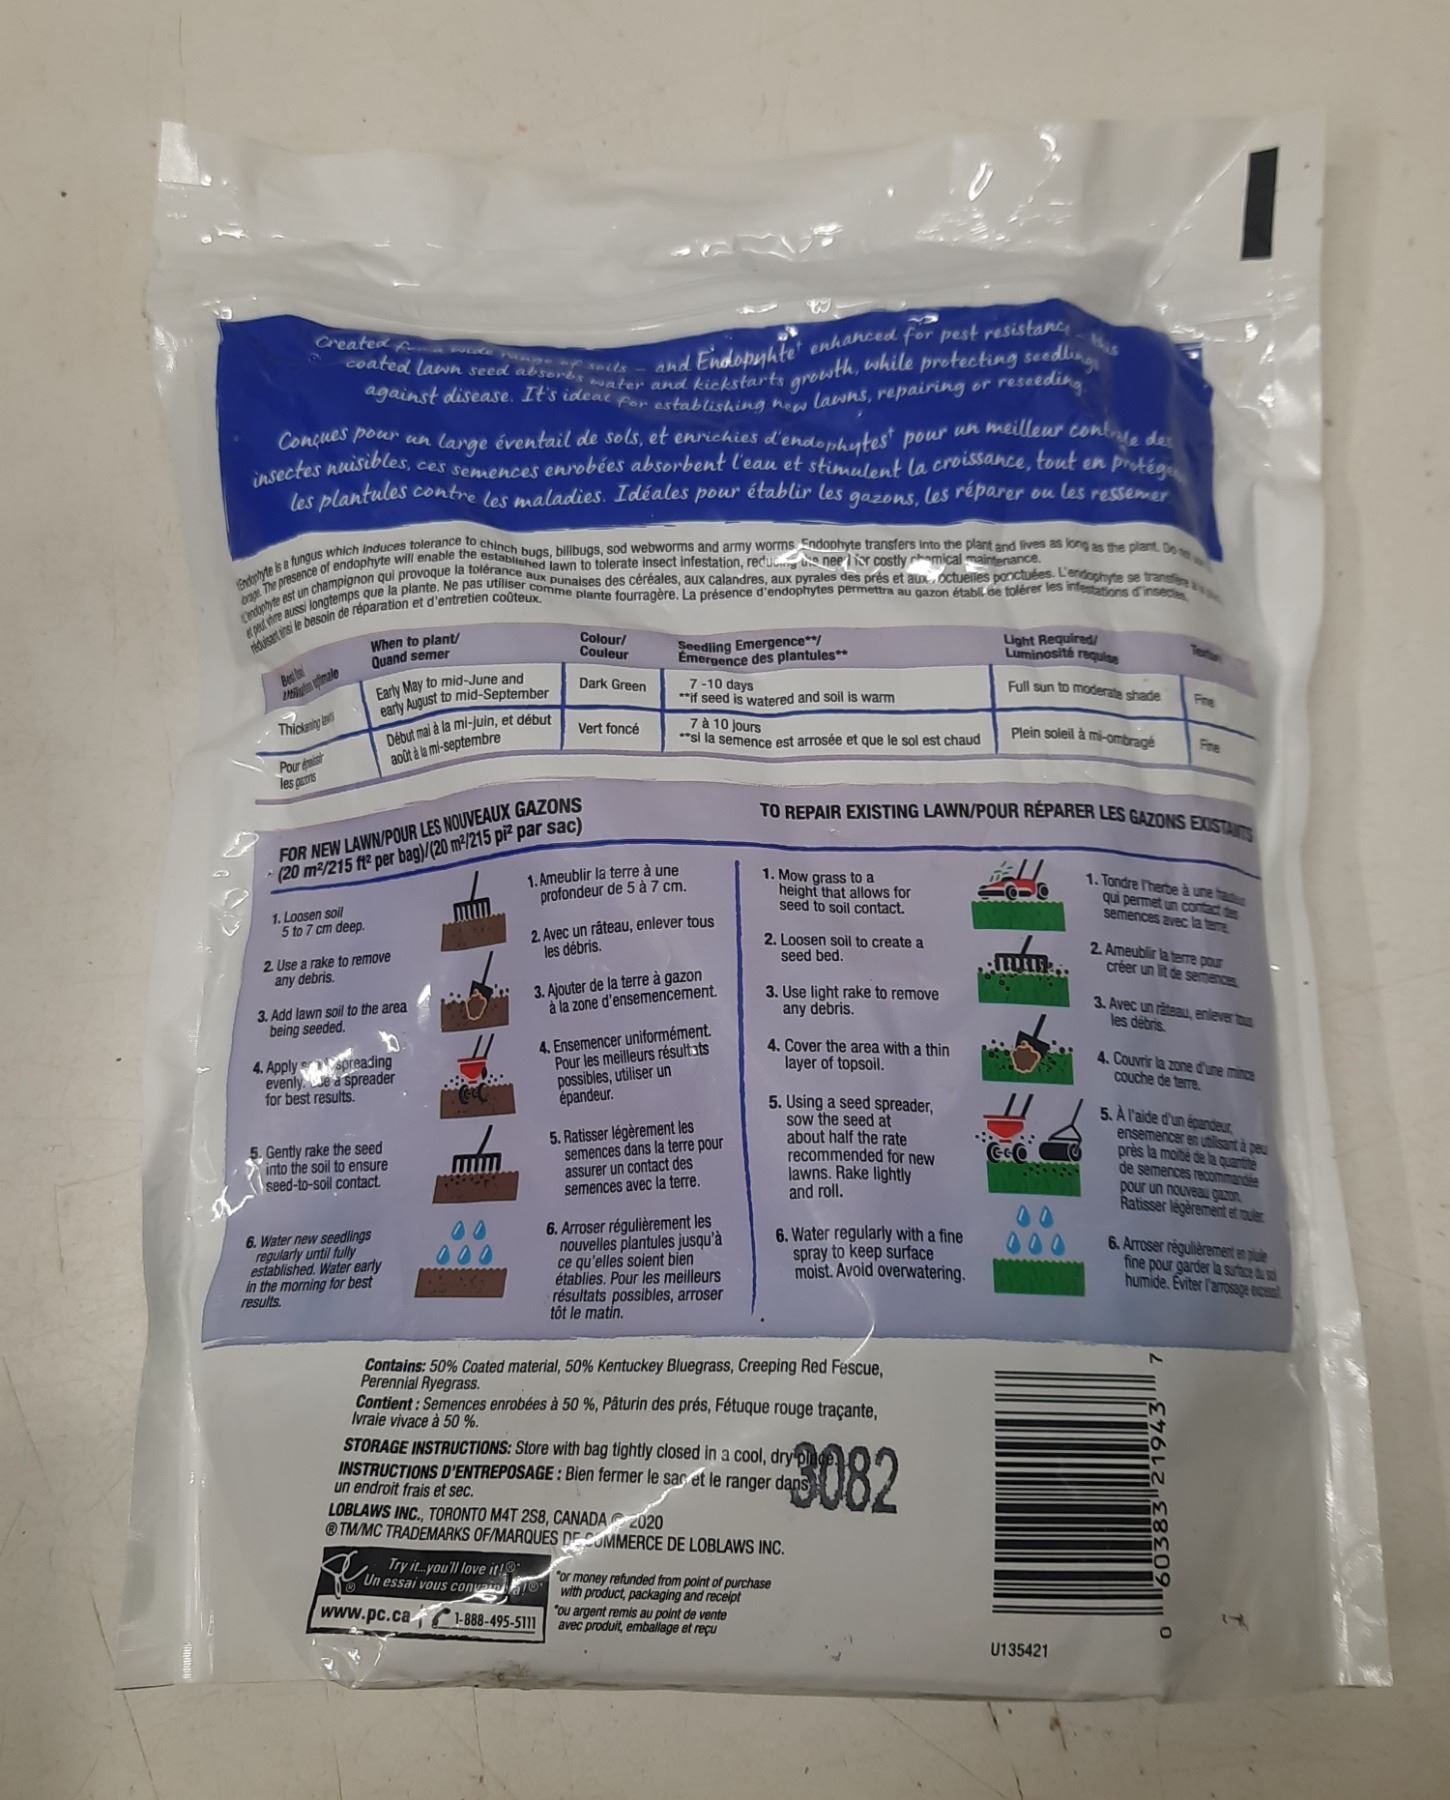 Created for a wide range of soils - and Endopyhte† enhanced for pest resistance this
coated lawn seed absorbs water and kickstarts growth, while protecting seedlings
against disease. It's ideal for establishing new lawns, repairing or reseeding.
Conçues pour un large éventail de sols, et enrichies d'endophytes† pour un meilleur contrôle des
insectes nuisibles, ces semences enrobées absorbent l'eau et stimulent la croissance, tout en protége
les plantules contre les maladies. Idéales pour établir les gazons, les réparer ou les ressemer
Endophyte is a fungus which induces tolerance to chinch bugs, billbugs, sod webworms and army worms. Endophyte transfers into the plant and lives as long as the plant. Do not
forage. The presence of endophyte will enable the established lawn to tolerate insect infestation, reducing the need for costly chemical maintenance.
L'endophyte est un champignon qui provoque la tolérance aux punaises des céréales, aux calandres, aux pyrales des prés et aux noctuelles ponctuées. L'endophyte se transfère à
et peut vivre aussi longtemps que la plante. Ne pas utiliser comme plante fourragère. La présence d'endophytes permettra au gazon établi de tolérer les infestations d'insectes,
réduisant ainsi le besoin de réparation et d'entretien coûteux.
Best for/
Utilisation optimale
When to plant/
Quand semer
Colour/
Couleur
Seedling Emergence**/
Émergence des plantules**
Light Required/
Luminosité requise
Texture
Thickening lawns
Early May to mid-June and
early August to mid-September
Dark Green
7 -10 days
**if seed is watered and soil is warm
Full sun to moderate shade
Fine
Pour épaissir
les gazons
Début mai à la mi-juin, et début
août à la mi-septembre
Vert foncé
7 à 10 jours
**si la semence est arrosée et que le sol est chaud
Plein soleil à mi-ombragé
Fine
FOR NEW LAWN/POUR LES NOUVEAUX GAZONS
(20 m²/215 ft² per bag)/(20 m²/215 pi² par sac)
1. Loosen soil
5 to 7 cm deep.
2. Use a rake to remove
any debris.
3. Add lawn soil to the area
being seeded.
4. Apply spreading
evenly. Use a spreader
for best results.
5. Gently rake the seed
into the soil to ensure
seed-to-soil contact.
6. Water new seedlings
regularly until fully
established. Water early
in the morning for best
results.
1. Ameublir la terre à une
profondeur de 5 à 7 cm.
2. Avec un râteau, enlever tous
les débris.
3. Ajouter de la terre à gazon
à la zone d'ensemencement.
4. Ensemencer uniformément.
Pour les meilleurs résultats
possibles, utiliser un
épandeur.
5. Ratisser légèrement les
semences dans la terre pour
assurer un contact des
semences avec la terre.
6. Arroser régulièrement les
nouvelles plantules jusqu'à
ce qu'elles soient bien
établies. Pour les meilleurs
résultats possibles, arroser
tôt le matin.
TO REPAIR EXISTING LAWN/POUR RÉPARER LES GAZONS EXISTANTS
1. Mow grass to a
height that allows for
seed to soil contact.
2. Loosen soil to create a
seed bed.
3. Use light rake to remove
any debris.
4. Cover the area with a thin
layer of topsoil.
5. Using a seed spreader,
sow the seed at
about half the rate
recommended for new
lawns. Rake lightly
and roll.
6. Water regularly with a fine
spray to keep surface
moist. Avoid overwatering.
1. Tondre l'herbe à une hauteur
qui permet un contact des
semences avec la terre.
2. Ameublir la terre pour
créer un lit de semences.
3. Avec un râteau, enlever tous
les débris.
4. Couvrir la zone d'une mince
couche de terre.
5. À l'aide d'un épandeur,
ensemencer en utilisant à peu
près la moitié de la quantité
de semences recommandée
pour un nouveau gazon.
Ratisser légèrement et rouler.
6. Arroser régulièrement en pluie
fine pour garder la surface du sol
humide. Éviter l'arrosage excessif.
Contains: 50% Coated material, 50% Kentuckey Bluegrass, Creeping Red Fescue,
Perennial Ryegrass.
Contient : Semences enrobées à 50 %, Pâturin des prés, Fétuque rouge traçante,
Ivraie vivace à 50 %.
STORAGE INSTRUCTIONS: Store with bag tightly closed in a cool, dry place.
INSTRUCTIONS D'ENTREPOSAGE : Bien fermer le sac et le ranger dans
un endroit frais et sec.
3082
LOBLAWS INC., TORONTO M4T 2S8, CANADA © 2020
®TM/MC TRADEMARKS OF/MARQUES DE COMMERCE DE LOBLAWS INC.
Try it...you'll love it!®*
Un essai vous convaincra!®*
www.pc.ca 1-888-495-5111
*or money refunded from point of purchase
with product, packaging and receipt
*ou argent remis au point de vente
avec produit, emballage et reçu
0 60383 21943 7
U135421